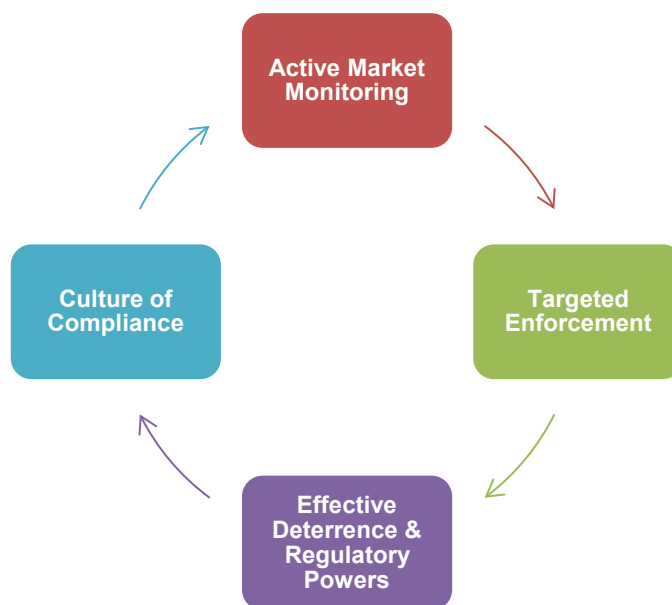 Active Market
Monitoring
Targeted
Enforcement
Effective
Deterrence &
Regulatory
Powers
Culture of
Compliance